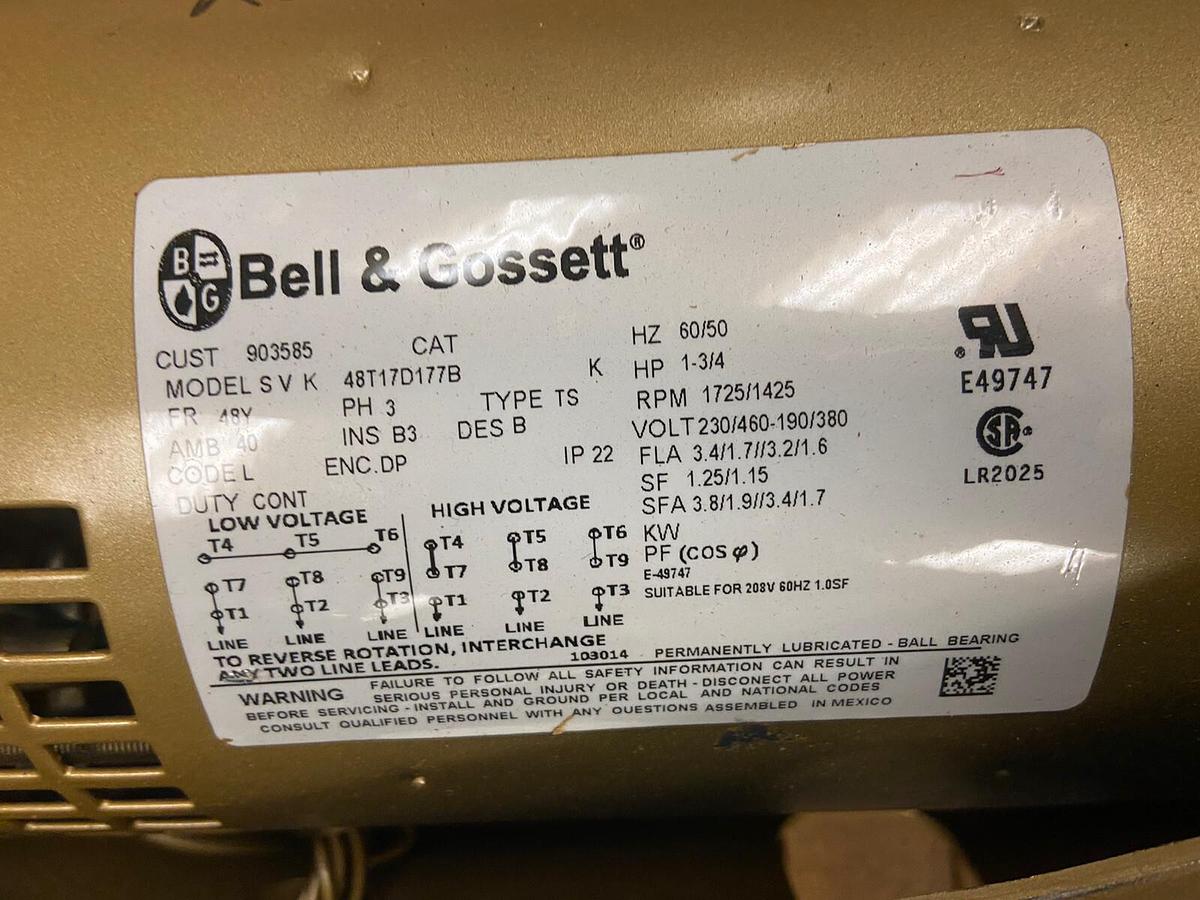 B G Bell & Gossett®
CUST 903585 CAT
MODEL S V K 48T17D177B K
FR 48Y PH 3 TYPE TS
AMB 40 INS B3 DES B
CODE L ENC. DP IP 22
DUTY CONT
HZ 60/50
HP 1-3/4
RPM 1725/1425
VOLT 230/460-190/380
FLA 3.4/1.7//3.2/1.6
SF 1.25/1.15
SFA 3.8/1.9//3.4/1.7
KW
PF (COS φ)
E-49747
SUITABLE FOR 208V 60HZ 1.0SF
RU ®
E49747
SA ®
LR2025
LOW VOLTAGE
T4 T5 T6
T7 T8 T9
T1 T2 T3
LINE LINE LINE
HIGH VOLTAGE
T4 T5 T6
T7 T8 T9
T1 T2 T3
LINE LINE LINE
TO REVERSE ROTATION, INTERCHANGE
ANY TWO LINE LEADS.
103014 PERMANENTLY LUBRICATED - BALL BEARING
WARNING FAILURE TO FOLLOW ALL SAFETY INFORMATION CAN RESULT IN
SERIOUS PERSONAL INJURY OR DEATH - DISCONECT ALL POWER
BEFORE SERVICING - INSTALL AND GROUND PER LOCAL AND NATIONAL CODES
CONSULT QUALIFIED PERSONNEL WITH ANY QUESTIONS ASSEMBLED IN MEXICO